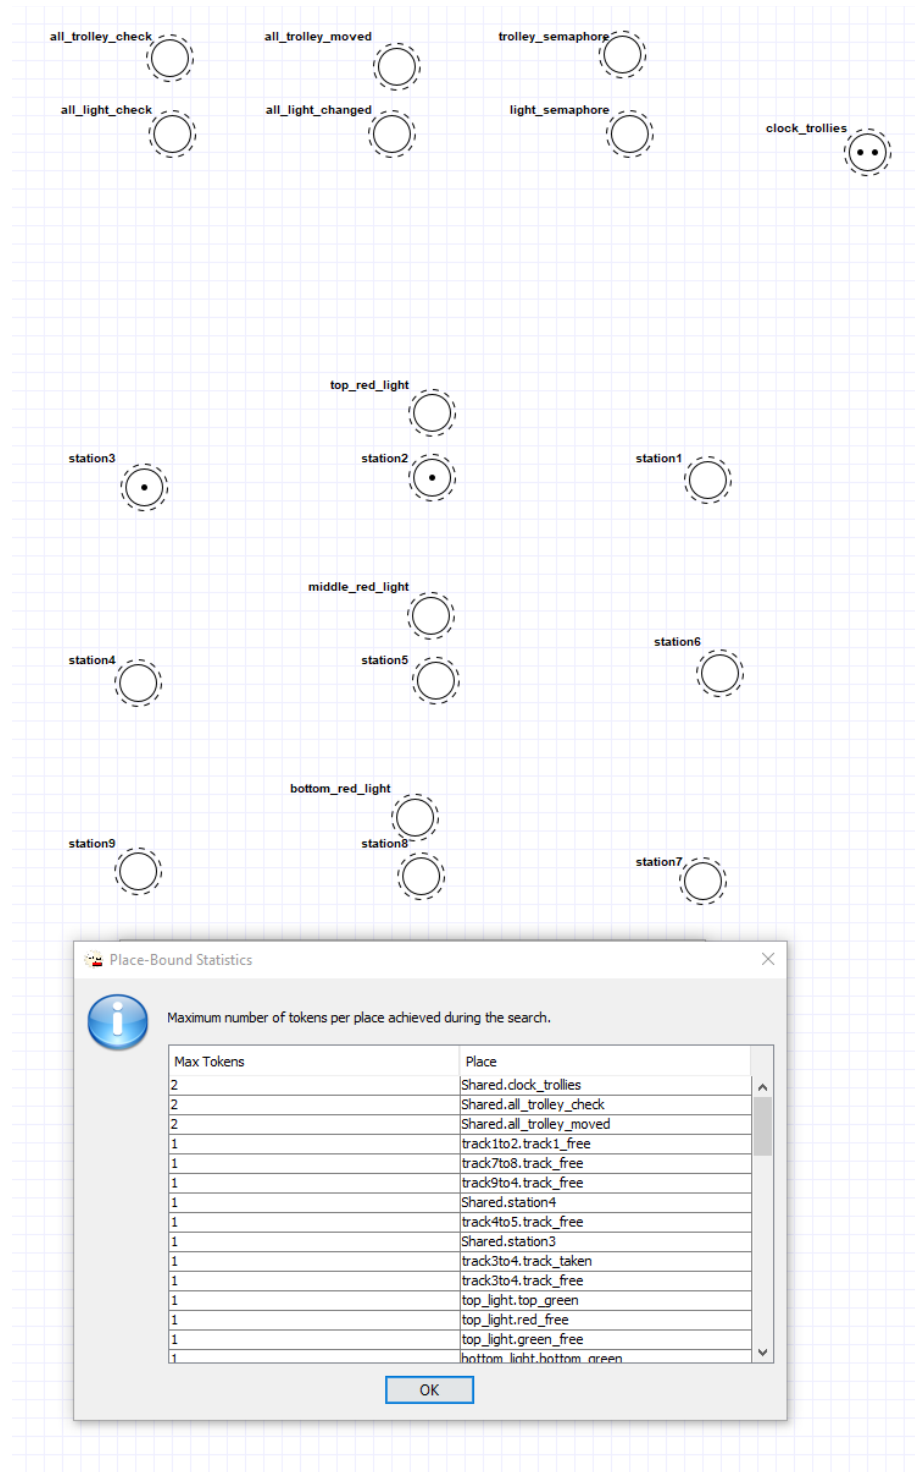 all_trolley_check all_trolley_moved trolley_semaphore
all_light_check all_light_changed light_semaphore
clock_trollies
top_red_light
station3 station2 station1
middle_red_light
station6
station4 station5
bottom_red_light
station9 station8
station7
Place-Bound Statistics
Maximum number of tokens per place achieved during the search.
Max Tokens Place
2 Shared.clock_trollies
2 Shared.all_trolley_check
2 Shared.all_trolley_moved
1 track1to2.track1_free
1 track7to8.track_free
1 track9to4.track_free
1 Shared.station4
1 track4to5.track_free
1 Shared.station3
1 track3to4.track_taken
1 track3to4.track_free
1 top_light.top_green
1 top_light.red_free
1 top_light.green_free
1 bottom_light.bottom_green
OK